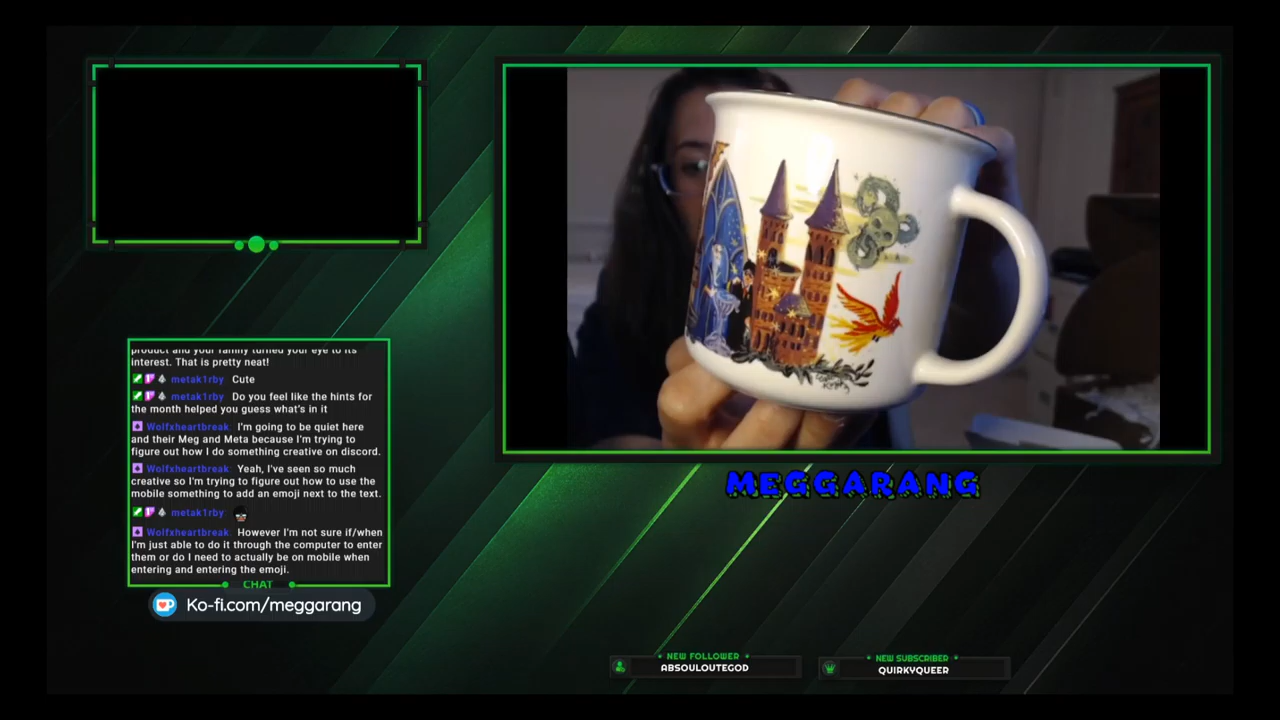 product and your family turned your eye to its
interest. That is pretty neat!
metak1rby Cute
metak1rby Do you feel like the hints for
the month helped you guess what's in it
Wolfxheartbreak I'm going to be quiet here
and their Meg and Meta because I'm trying to
figure out how I do something creative on discord.
Wolfxheartbreak Yeah, I've seen so much
creative so I'm trying to figure out how to use the
mobile something to add an emoji next to the text.
metak1rby
Wolfxheartbreak However I'm not sure if/when
I'm just able to do it through the computer to enter
them or do I need to actually be on mobile when
entering and entering the emoji.
CHAT
Ko-fi.com/meggarang
MEGGARANG
NEW FOLLOWER
ABSOULOUTEGOD
NEW SUBSCRIBER
QUIRKYQUEER